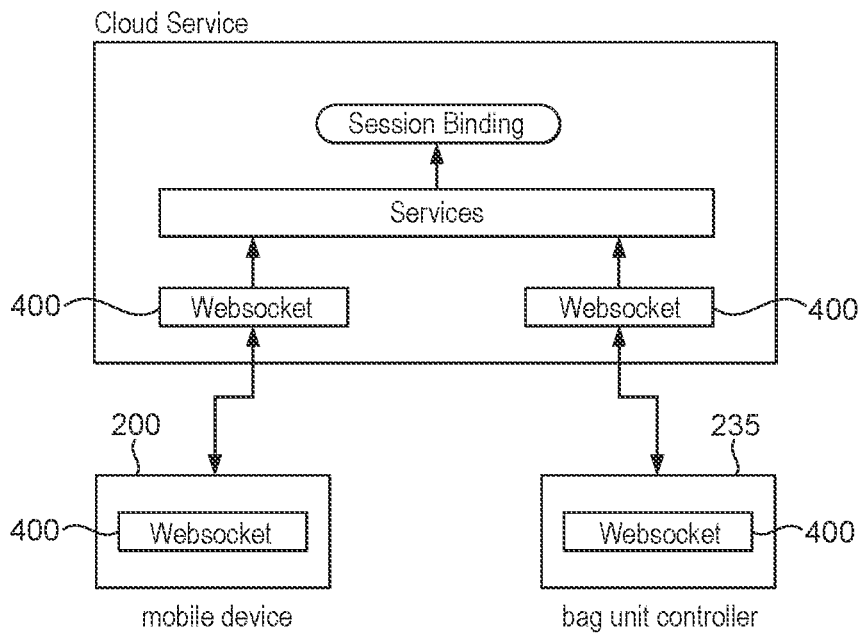 Cloud Service
Session Binding
Services
400 Websocket Websocket 400
200 235
400 Websocket Websocket 400
mobile device bag unit controller